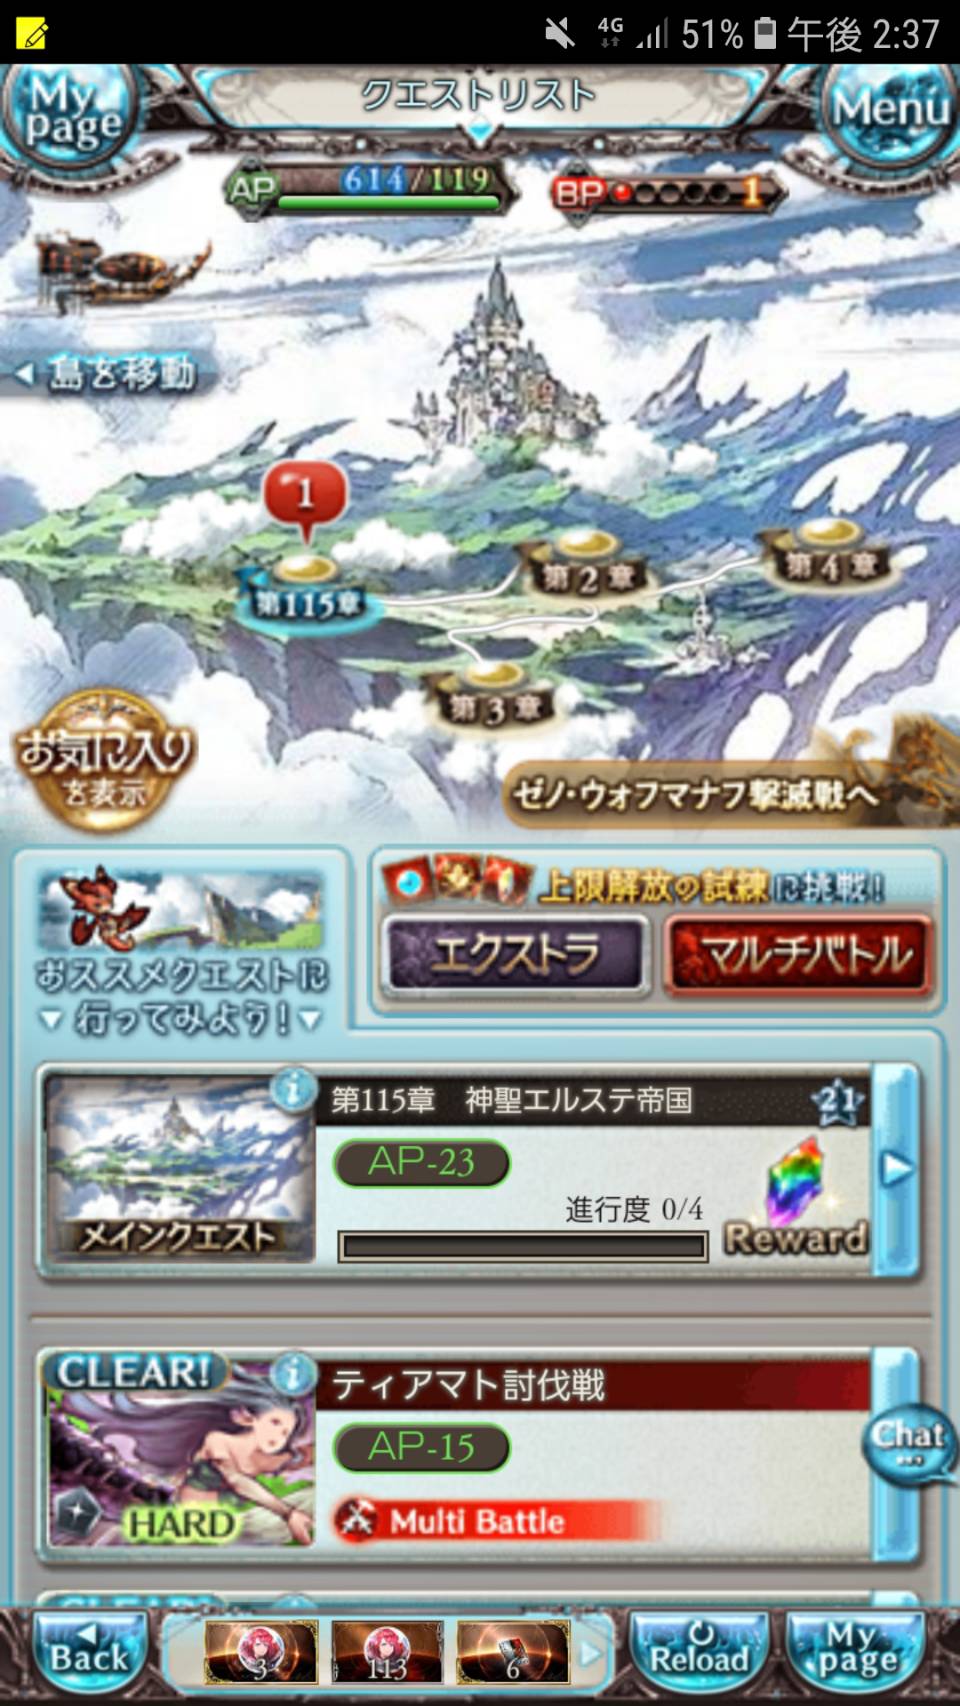 4G 51% 午後 2:37
My page
クエストリスト
Menu
AP 614/119
BP 1
島を移動
1
第115章
第2章
第4章
第3章
お気に入り
を表示
ゼノ・ウォフマナフ撃滅戦へ
おススメクエストに
行ってみよう!
上限解放の試練に挑戦!
エクストラ
マルチバトル
第115章 神聖エルステ帝国
21
AP-23
進行度 0/4
Reward
メインクエスト
CLEAR!
ティアマト討伐戦
AP-15
Multi Battle
HARD
Chat
CLEAR!
Back
3
113
6
Reload
My page